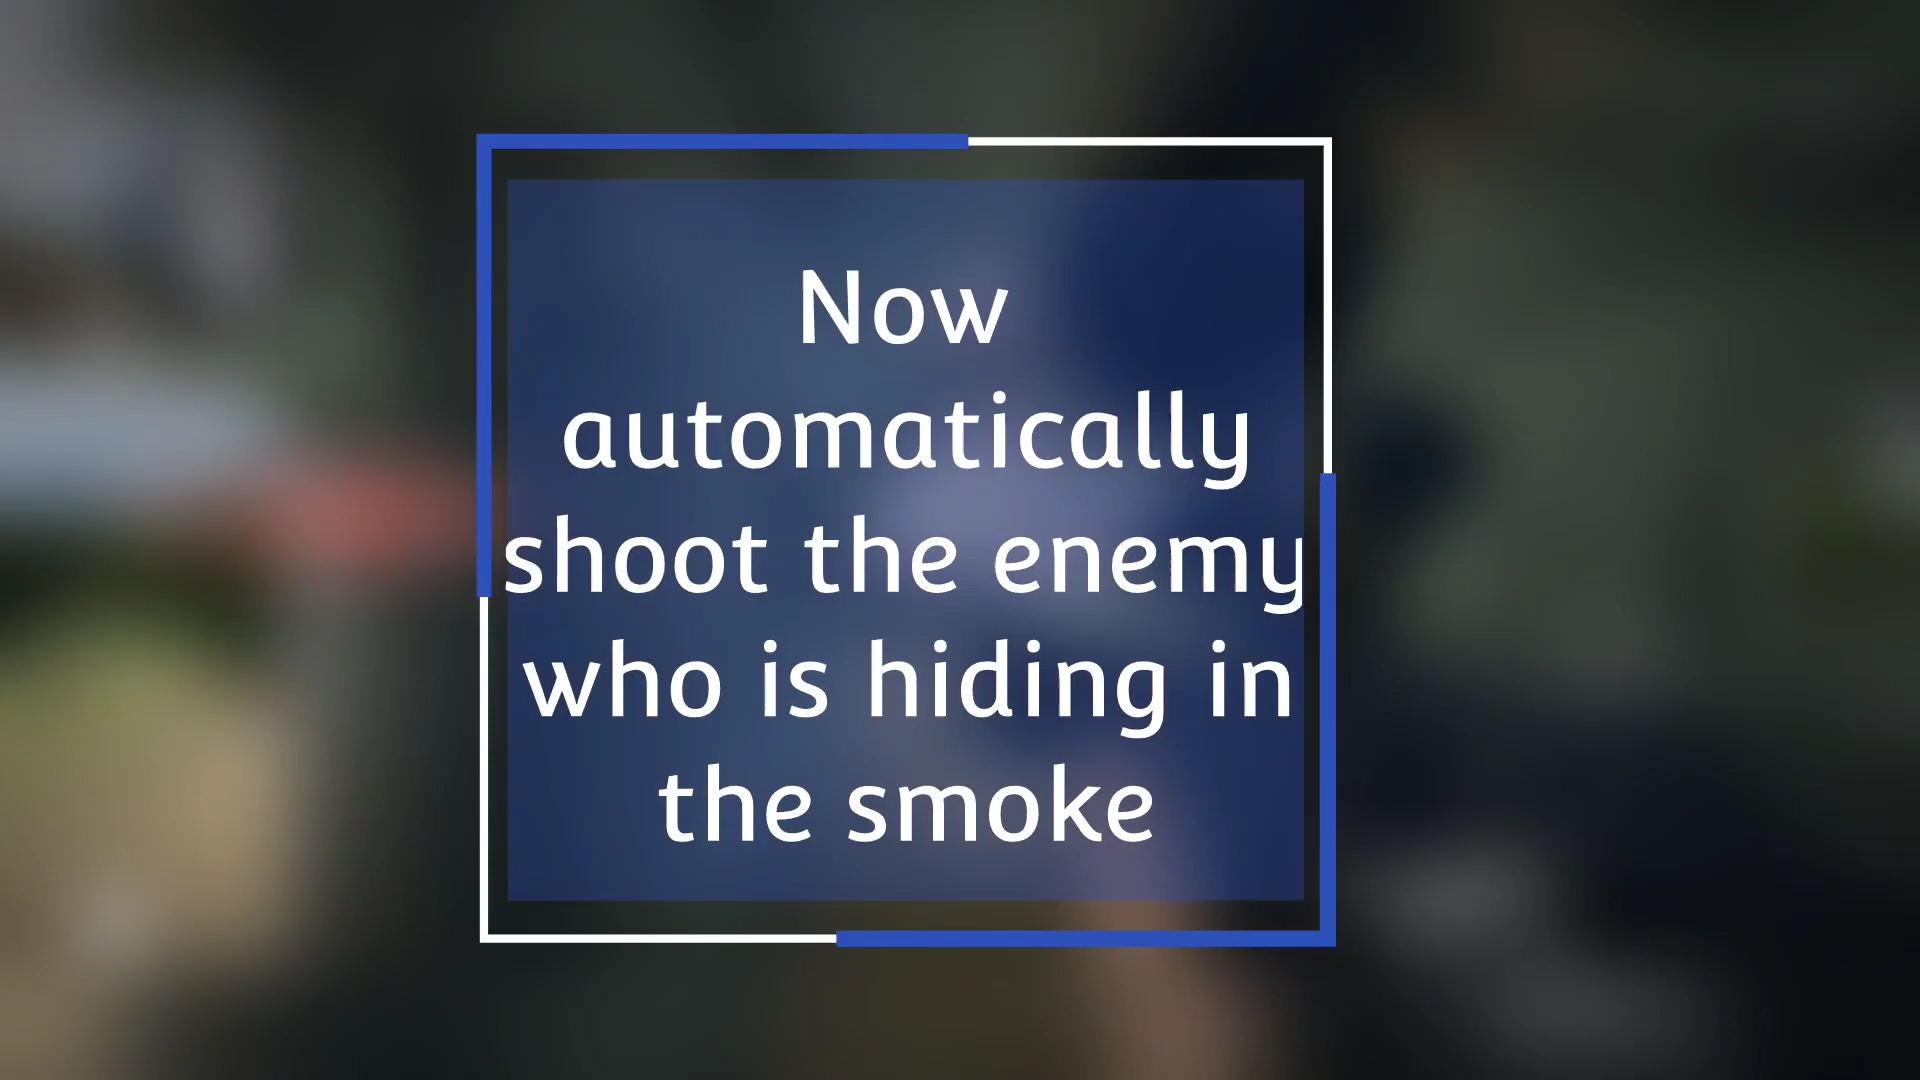 Now
automatically
shoot the enemy
who is hiding in
the smoke